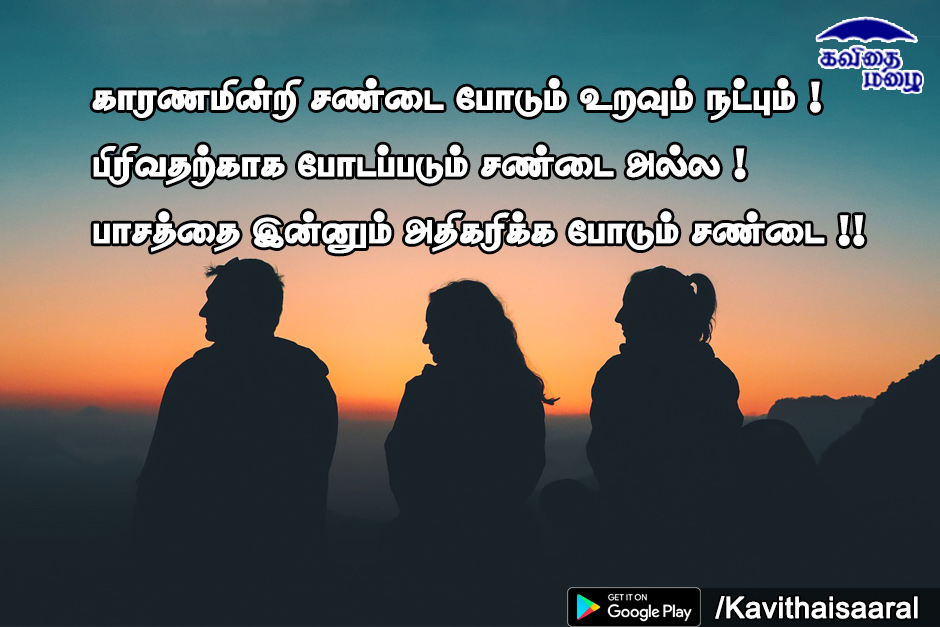 கவிதை
மழை
காரணமின்றி சண்டை போடும் உறவும் நட்பும் !
பிரிவதற்காக போடப்படும் சண்டை அல்ல !
பாசத்தை இன்னும் அதிகரிக்க போடும் சண்டை !!
GET IT ON
Google Play
/Kavithaisaaral